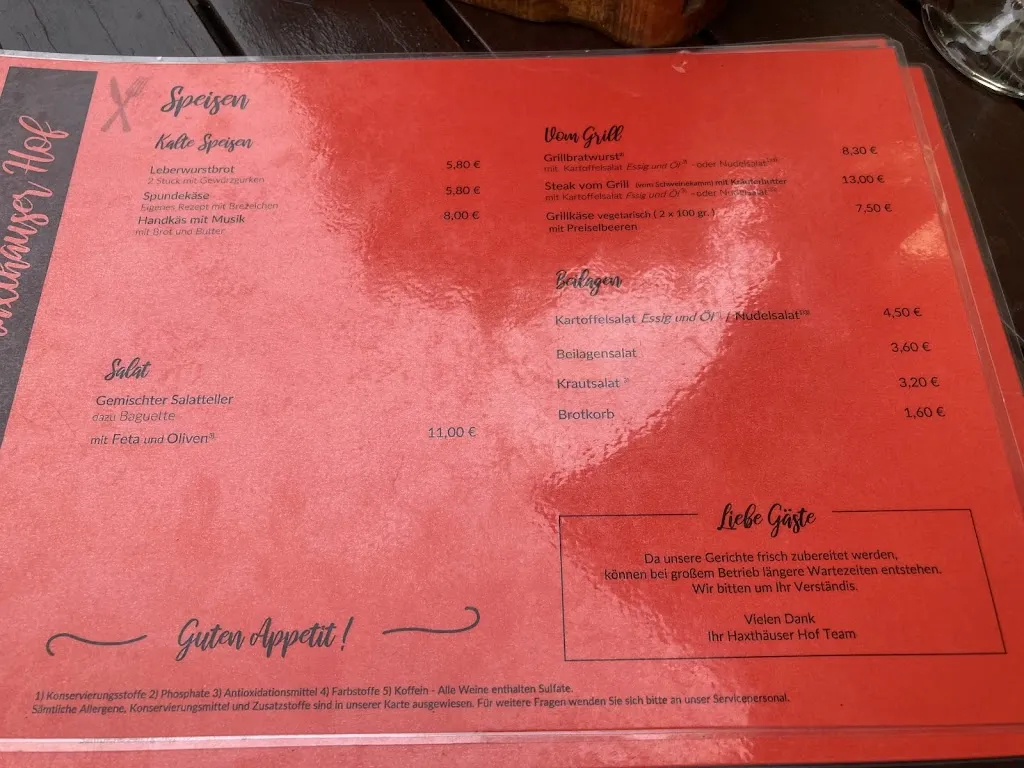 Hof
Speisen
Kalte Speisen
Leberwurstbrot 5,80 €
2 Stück mit Gewürzgurken
Spundekäse 5,80 €
Eigenes Rezept mit Brezelchen
Handkäs mit Musik 8,00 €
mit Brot und Butter
Salat
Gemischter Salatteller
dazu Baguette
mit Feta und Oliven 11,00 €
Vom Grill
Grillbratwurst 8,30 €
mit Kartoffelsalat Essig und Öl - oder Nudelsalat
Steak vom Grill (vom Schweinekamm) mit Kräuterbutter 13,00 €
mit Kartoffelsalat Essig und Öl - oder Nudelsalat
Grillkäse vegetarisch ( 2 x 100 gr. ) 7,50 €
mit Preiselbeeren
Beilagen
Kartoffelsalat Essig und Öl / Nudelsalat 4,50 €
Beilagensalat 3,60 €
Krautsalat 3,20 €
Brotkorb 1,60 €
Liebe Gäste
Da unsere Gerichte frisch zubereitet werden,
können bei großem Betrieb längere Wartezeiten entstehen.
Wir bitten um Ihr Verständis.
Vielen Dank
Ihr Haxthäuser Hof Team
Guten Appetit !
1) Konservierungsstoffe 2) Phosphate 3) Antioxidationsmittel 4) Farbstoffe 5) Koffein - Alle Weine enthalten Sulfate.
Sämtliche Allergene, Konservierungsmittel und Zusatzstoffe sind in unserer Karte ausgewiesen. Für weitere Fragen wenden Sie sich bitte an unser Servicepersonal.